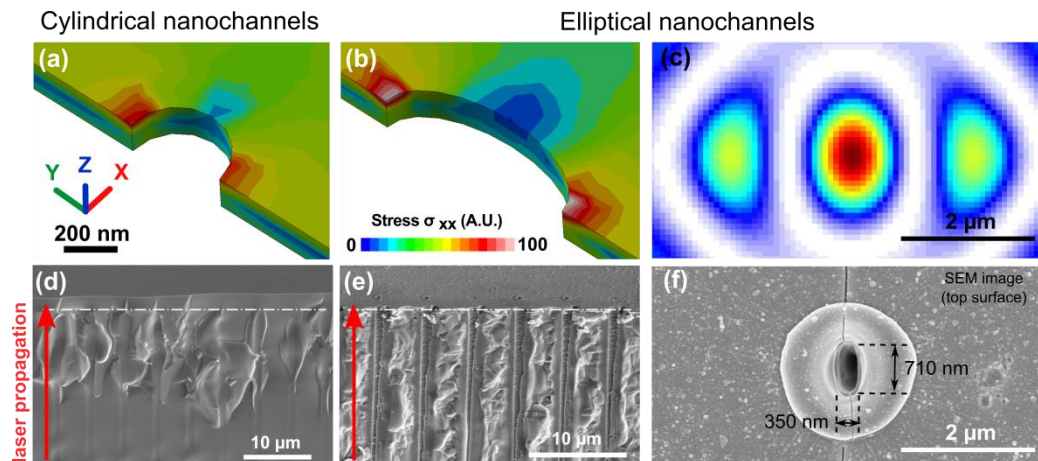 Cylindrical nanochannels
Elliptical nanochannels
(a)
(b)
(c)
Y
Z
X
200 nm
Stress σ xx (A.U.)
0
100
2 µm
(d)
(e)
(f)
SEM image
(top surface)
laser propagation
710 nm
350 nm
10 µm
10 µm
2 µm